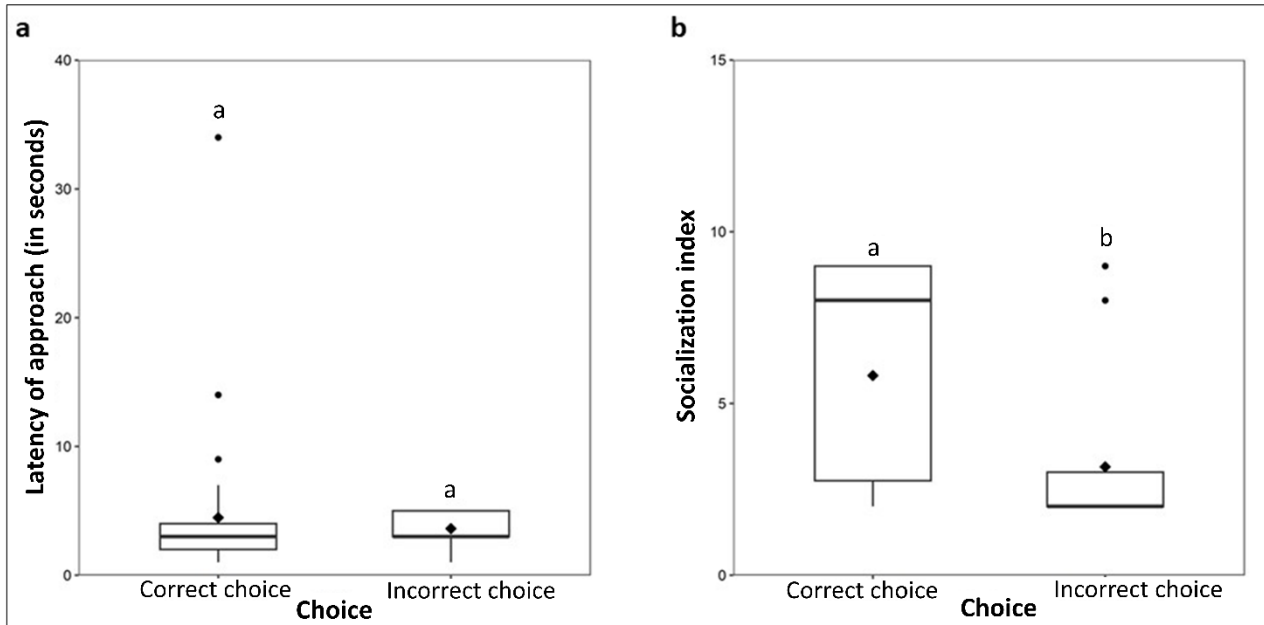 a
Latency of approach (in seconds)
40
30
20
10
0
a
a
Correct choice
Incorrect choice
Choice
b
Socialization index
15
10
5
0
a
b
Correct choice
Incorrect choice
Choice